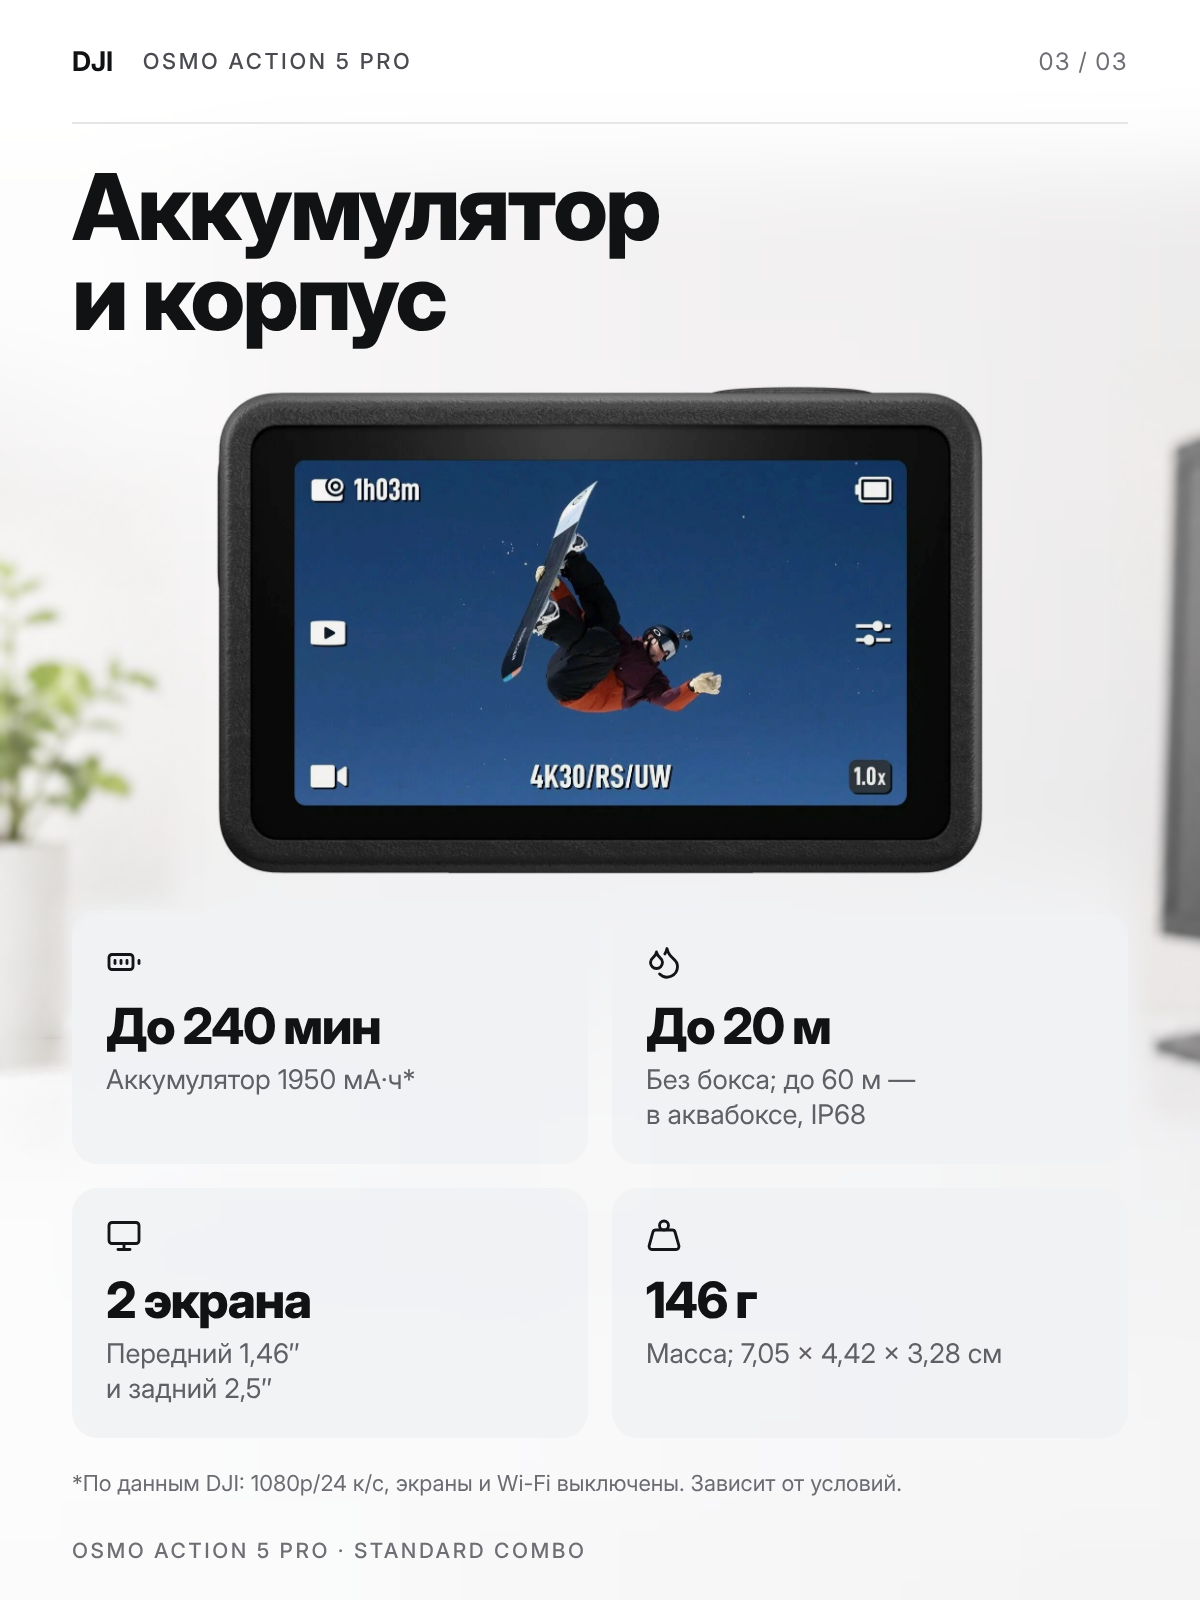 DJI OSMO ACTION 5 PRO 03 / 03
Аккумулятор
и корпус
1h03m
4K30/RS/UW
1.0x
До 240 мин
Аккумулятор 1950 мА·ч*
До 20 м
Без бокса; до 60 м —
в аквабоксе, IP68
2 экрана
Передний 1,46″
и задний 2,5″
146 г
Масса; 7,05 × 4,42 × 3,28 см
*По данным DJI: 1080p/24 к/с, экраны и Wi-Fi выключены. Зависит от условий.
OSMO ACTION 5 PRO · STANDARD COMBO